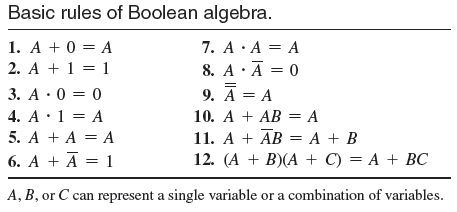 Basic rules of Boolean algebra.
1. A + 0 = A
2. A + 1 = 1
3. A · 0 = 0
4. A · 1 = A
5. A + A = A
6. A + A̅ = 1
7. A · A = A
8. A · A̅ = 0
9. A̿ = A
10. A + AB = A
11. A + A̅B = A + B
12. (A + B)(A + C) = A + BC
A, B, or C can represent a single variable or a combination of variables.